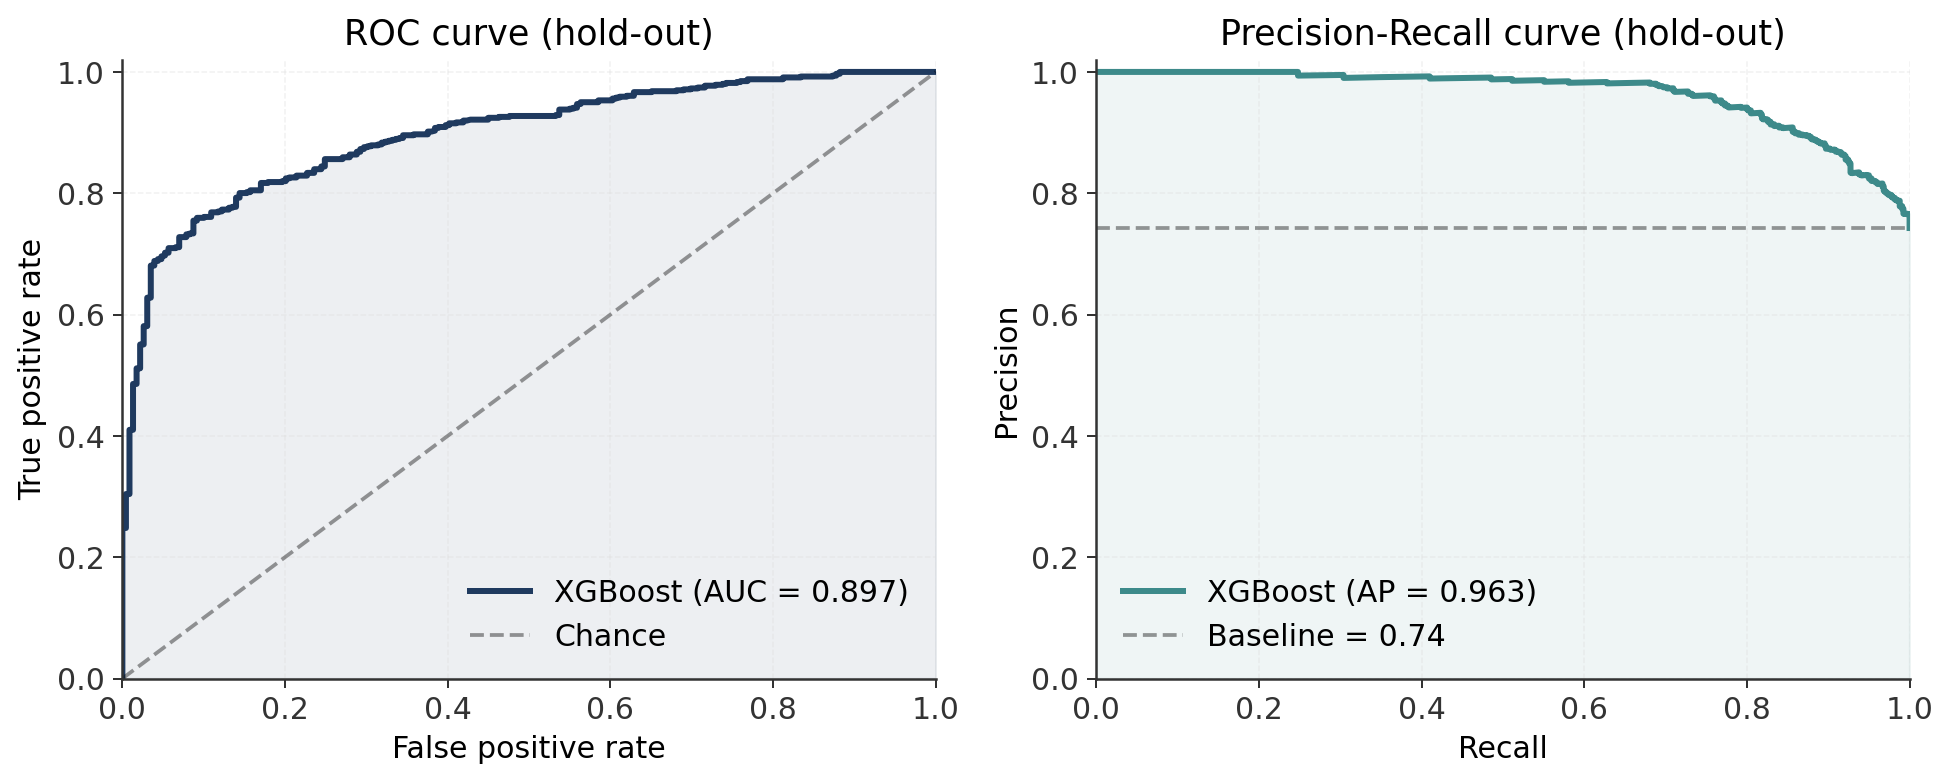 ROC curve (hold-out)
True positive rate
1.0
0.8
0.6
0.4
0.2
0.0
XGBoost (AUC = 0.897)
Chance
0.0 0.2 0.4 0.6 0.8 1.0
False positive rate
Precision-Recall curve (hold-out)
Precision
1.0
0.8
0.6
0.4
0.2
0.0
XGBoost (AP = 0.963)
Baseline = 0.74
0.0 0.2 0.4 0.6 0.8 1.0
Recall